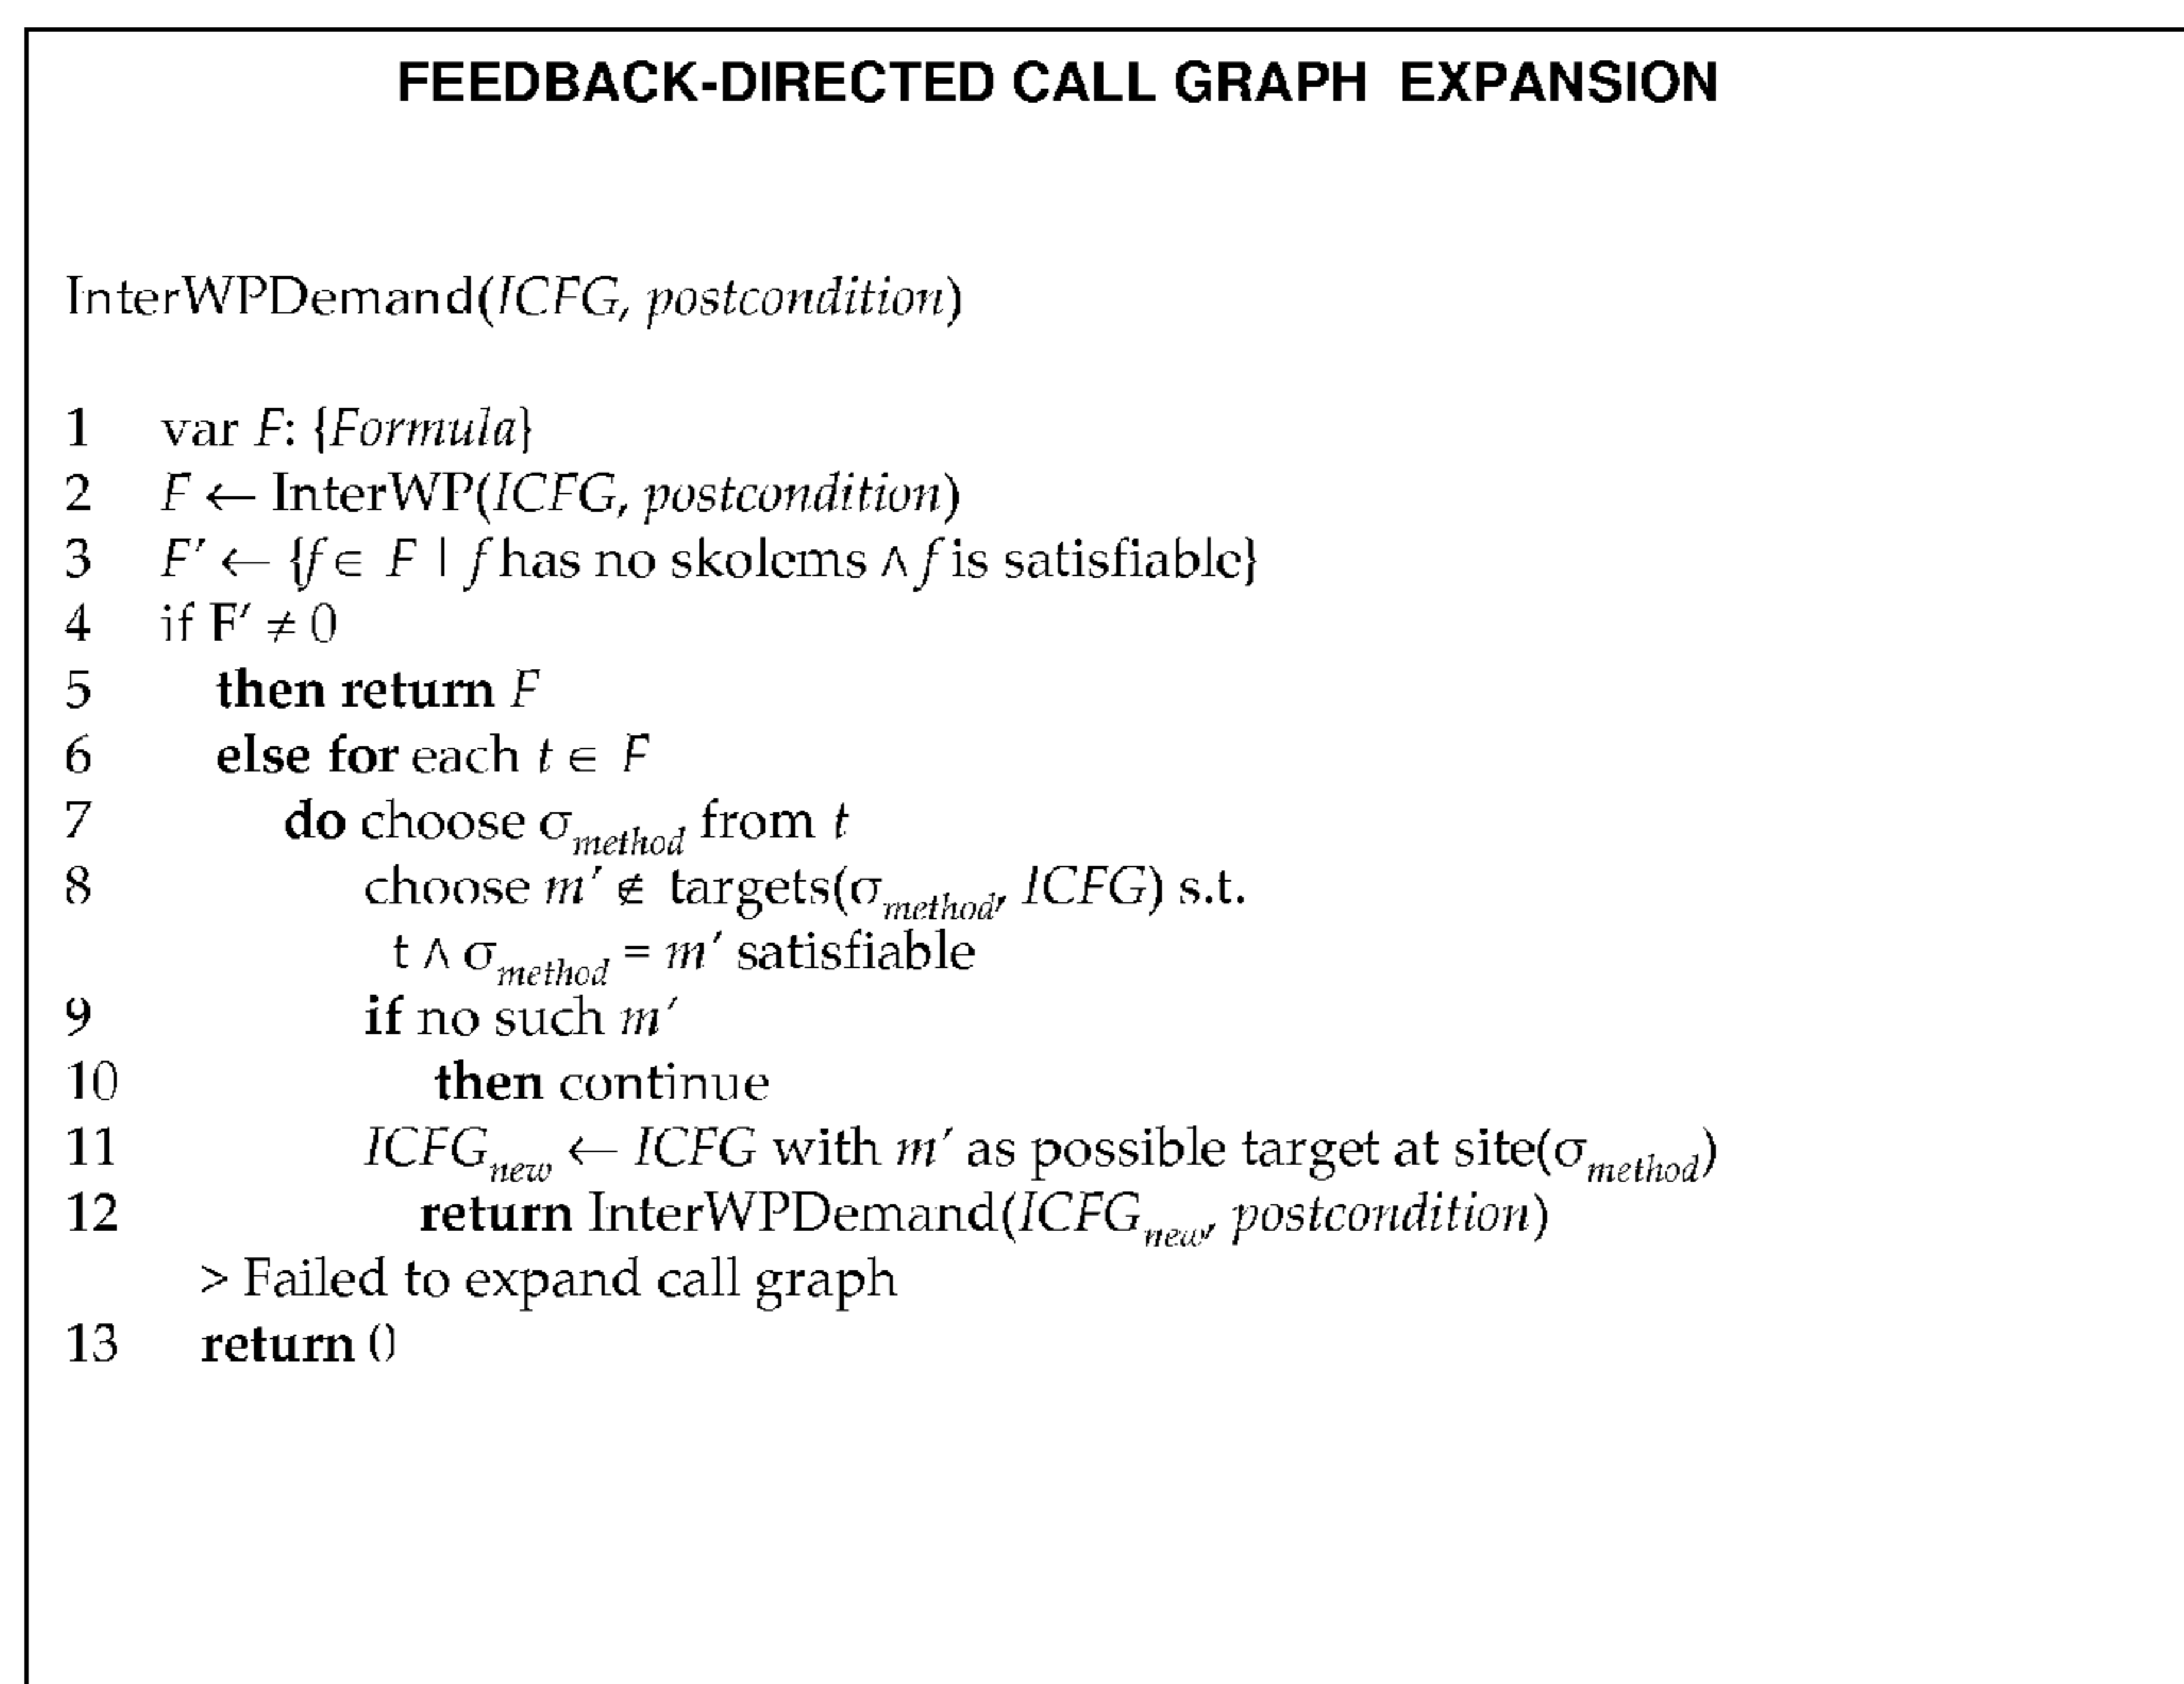 FEEDBACK-DIRECTED CALL GRAPH EXPANSION
InterWPDemand(ICFG, postcondition)
1 var F: {Formula}
2 F ← InterWP(ICFG, postcondition)
3 F′ ← {f ∈ F | f has no skolems ∧ f is satisfiable}
4 if F′ ≠ 0
5 then return F
6 else for each t ∈ F
7 do choose σmethod from t
8 choose m′ ∉ targets(σmethod, ICFG) s.t.
t ∧ σmethod = m′ satisfiable
9 if no such m′
10 then continue
11 ICFGnew ← ICFG with m′ as possible target at site(σmethod)
12 return InterWPDemand(ICFGnew, postcondition)
> Failed to expand call graph
13 return ()